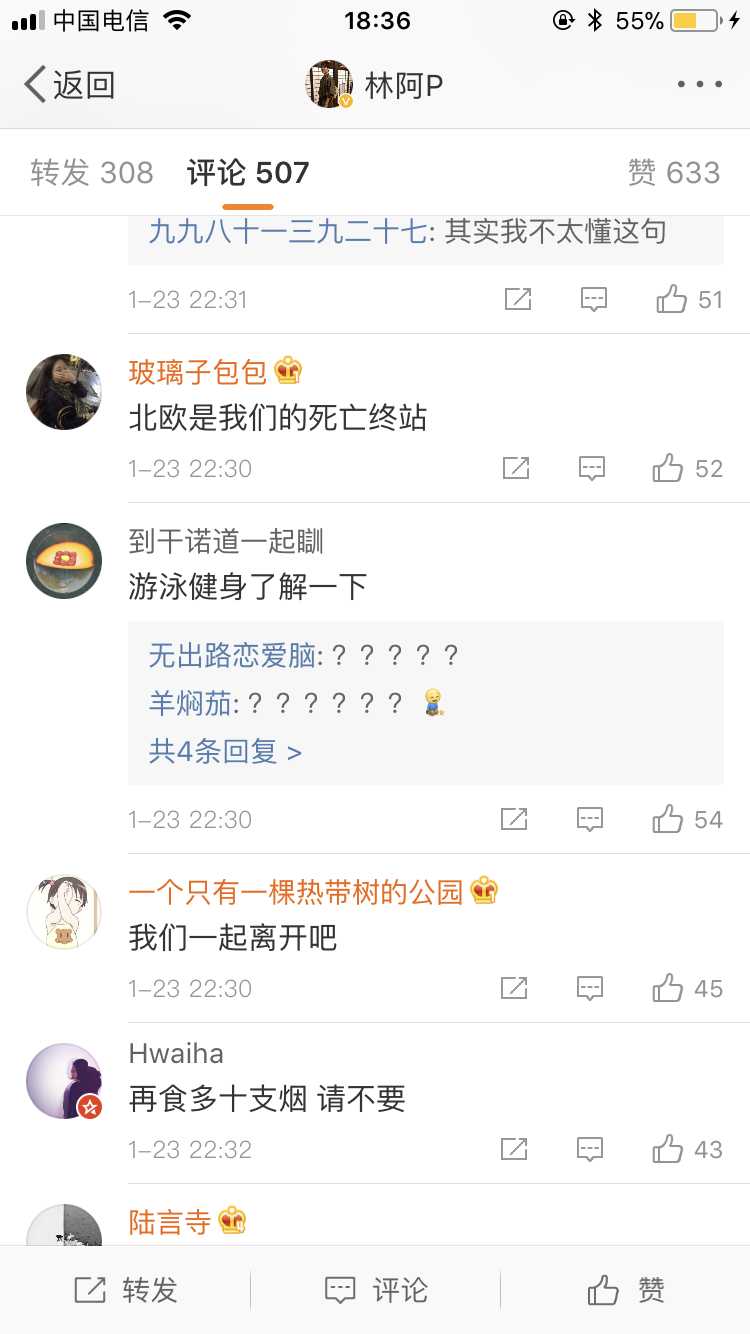 中国电信 18:36 55%
返回 林阿P
转发 308 评论 507 赞 633
九九八十一三九二十七: 其实我不太懂这句
1-23 22:31 51
玻璃子包包
北欧是我们的死亡终站
1-23 22:30 52
到干诺道一起瞓
游泳健身了解一下
无出路恋爱脑: ？？？？？
羊焖茄: ？？？？？？
共4条回复 >
1-23 22:30 54
一个只有一棵热带树的公园
我们一起离开吧
1-23 22:30 45
Hwaiha
再食多十支烟 请不要
1-23 22:32 43
陆言寺
转发 评论 赞